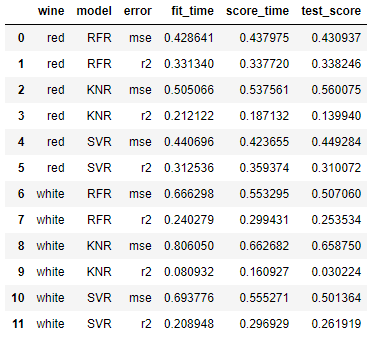 wine model error fit_time score_time test_score
0 red RFR mse 0.428641 0.437975 0.430937
1 red RFR r2 0.331340 0.337720 0.338246
2 red KNR mse 0.505066 0.537561 0.560075
3 red KNR r2 0.212122 0.187132 0.139940
4 red SVR mse 0.440696 0.423655 0.449284
5 red SVR r2 0.312536 0.359374 0.310072
6 white RFR mse 0.666298 0.553295 0.507060
7 white RFR r2 0.240279 0.299431 0.253534
8 white KNR mse 0.806050 0.662682 0.658750
9 white KNR r2 0.080932 0.160927 0.030224
10 white SVR mse 0.693776 0.555271 0.501364
11 white SVR r2 0.208948 0.296929 0.261919